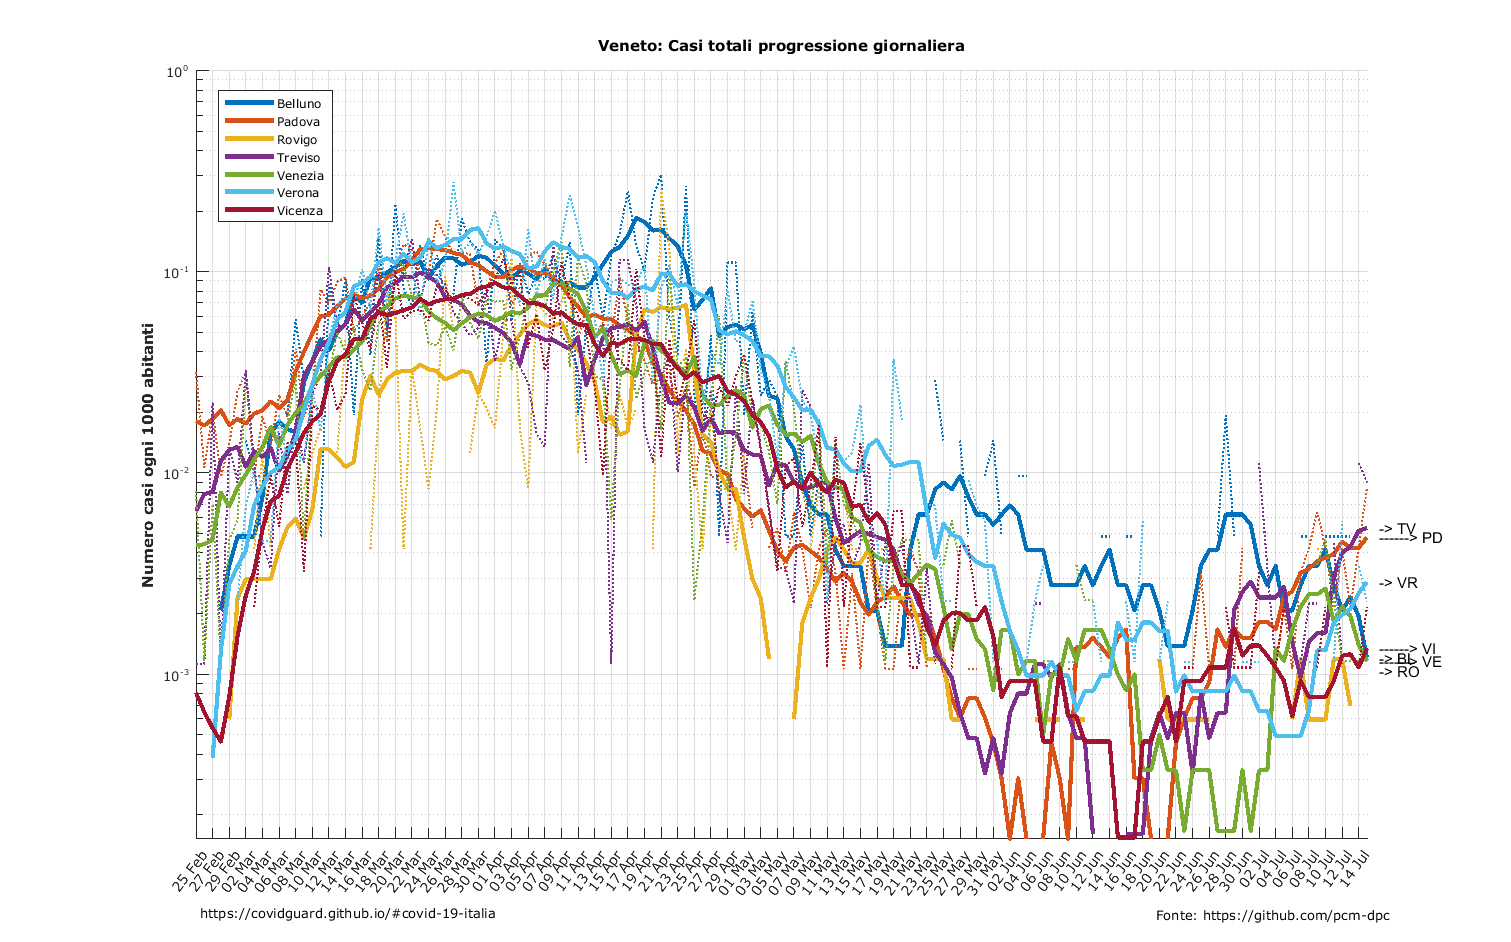 Veneto: Casi totali progressione giornaliera
10⁰
10⁻¹
10⁻²
10⁻³
Numero casi ogni 1000 abitanti
Belluno
Padova
Rovigo
Treviso
Venezia
Verona
Vicenza
-> TV
------> PD
-> VR
------> VI
-> BL
------> VE
-> RO
25 Feb
27 Feb
29 Feb
02 Mar
04 Mar
06 Mar
08 Mar
10 Mar
12 Mar
14 Mar
16 Mar
18 Mar
20 Mar
22 Mar
24 Mar
26 Mar
28 Mar
30 Mar
01 Apr
03 Apr
05 Apr
07 Apr
09 Apr
11 Apr
13 Apr
15 Apr
17 Apr
19 Apr
21 Apr
23 Apr
25 Apr
27 Apr
29 Apr
01 May
03 May
05 May
07 May
09 May
11 May
13 May
15 May
17 May
19 May
21 May
23 May
25 May
27 May
29 May
31 May
02 Jun
04 Jun
06 Jun
08 Jun
10 Jun
12 Jun
14 Jun
16 Jun
18 Jun
20 Jun
22 Jun
24 Jun
26 Jun
28 Jun
30 Jun
02 Jul
04 Jul
06 Jul
08 Jul
10 Jul
12 Jul
14 Jul
https://covidguard.github.io/#covid-19-italia
Fonte: https://github.com/pcm-dpc